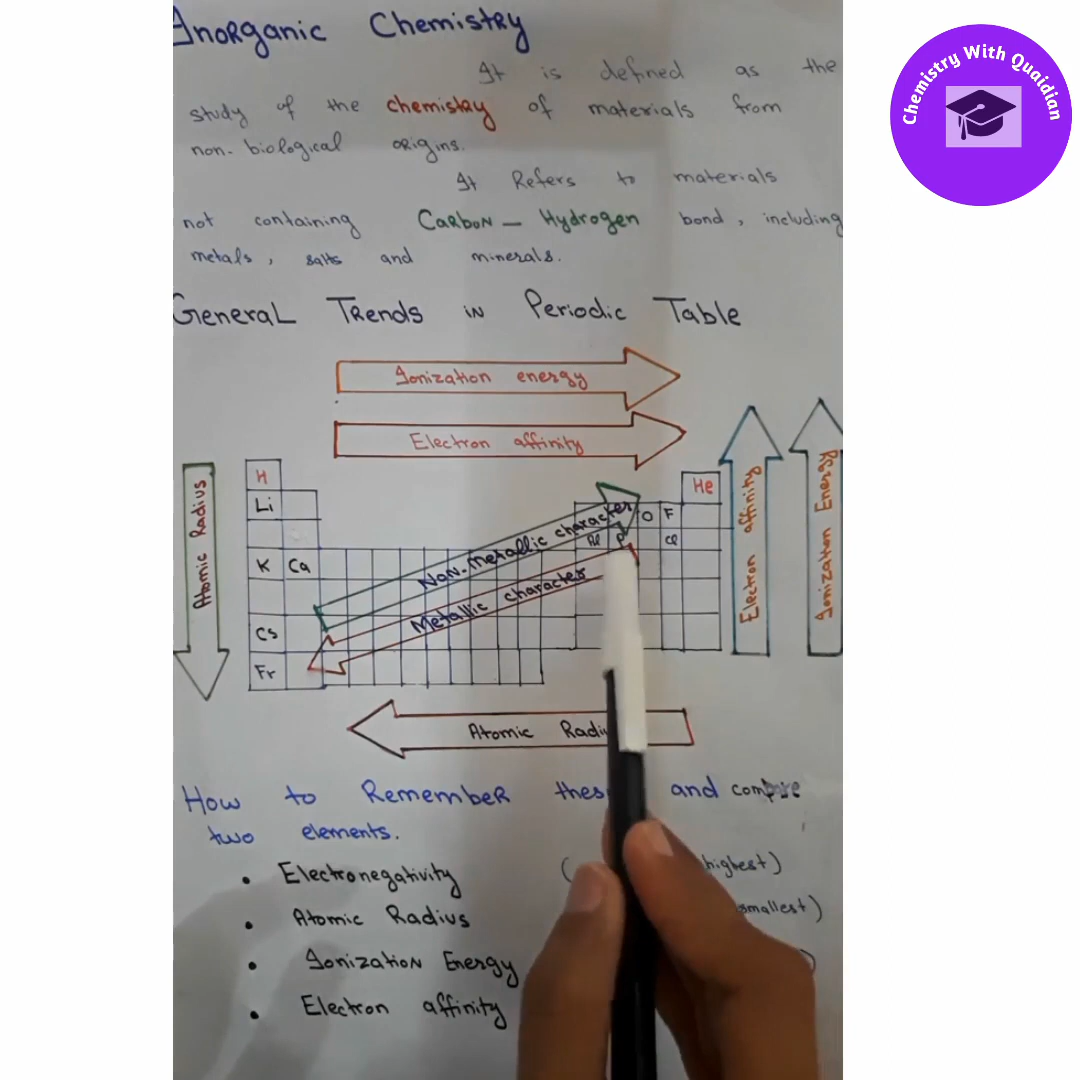 Inorganic Chemistry
Chemistry With Quaidian
It is defined as the
study of the chemistry of materials from
non-biological origins.
It Refers to materials
not containing Carbon - Hydrogen bond, including
metals, salts and minerals.
General Trends in Periodic Table
Ionization energy
Electron affinity
Atomic Radius
Electron affinity
Ionization Energy
H He
Li O F
Al P Cl
K Ca
Cs
Fr
Non-metallic character
Metallic character
Atomic
How to Remember and compare
two elements.
• Electronegativity ( highest)
• Atomic Radius smallest)
• Ionization Energy )
• Electron affinity